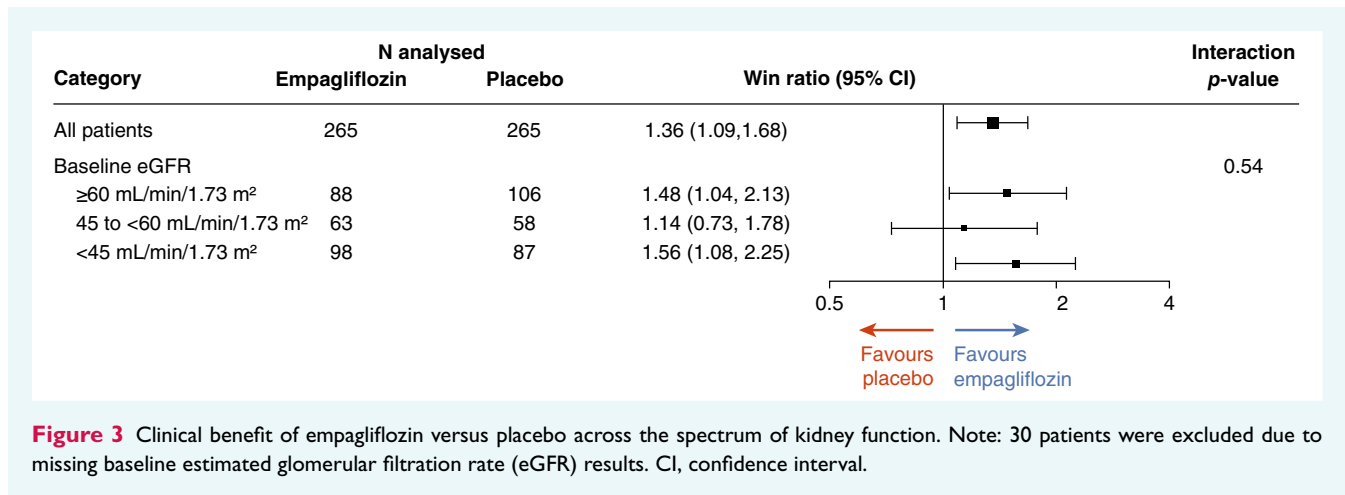 N analysed Interaction
Category Empagliflozin Placebo Win ratio (95% CI) p-value
All patients 265 265 1.36 (1.09,1.68)
Baseline eGFR 0.54
≥60 mL/min/1.73 m² 88 106 1.48 (1.04, 2.13)
45 to <60 mL/min/1.73 m² 63 58 1.14 (0.73, 1.78)
<45 mL/min/1.73 m² 98 87 1.56 (1.08, 2.25)
0.5 1 2 4
Favours Favours
placebo empagliflozin
Figure 3 Clinical benefit of empagliflozin versus placebo across the spectrum of kidney function. Note: 30 patients were excluded due to
missing baseline estimated glomerular filtration rate (eGFR) results. CI, confidence interval.